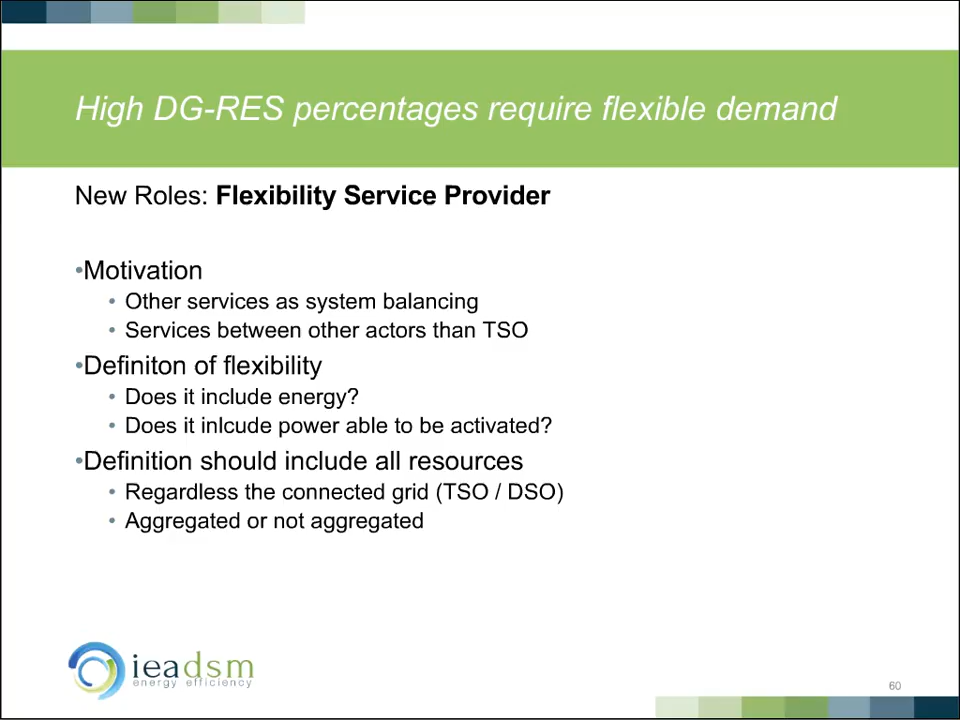 High DG-RES percentages require flexible demand
New Roles: Flexibility Service Provider
•Motivation
• Other services as system balancing
• Services between other actors than TSO
•Definiton of flexibility
• Does it include energy?
• Does it inlcude power able to be activated?
•Definition should include all resources
• Regardless the connected grid (TSO / DSO)
• Aggregated or not aggregated
ieadsm
energy efficiency
60